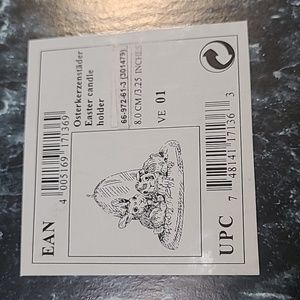 Osterkerzenständer
Easter candle
holder
66-972-61-3 (301479)
8.0 CM (3.25 INCHES)
VE 01
EAN
4 005169 171369
UPC
7 48141 17136 3